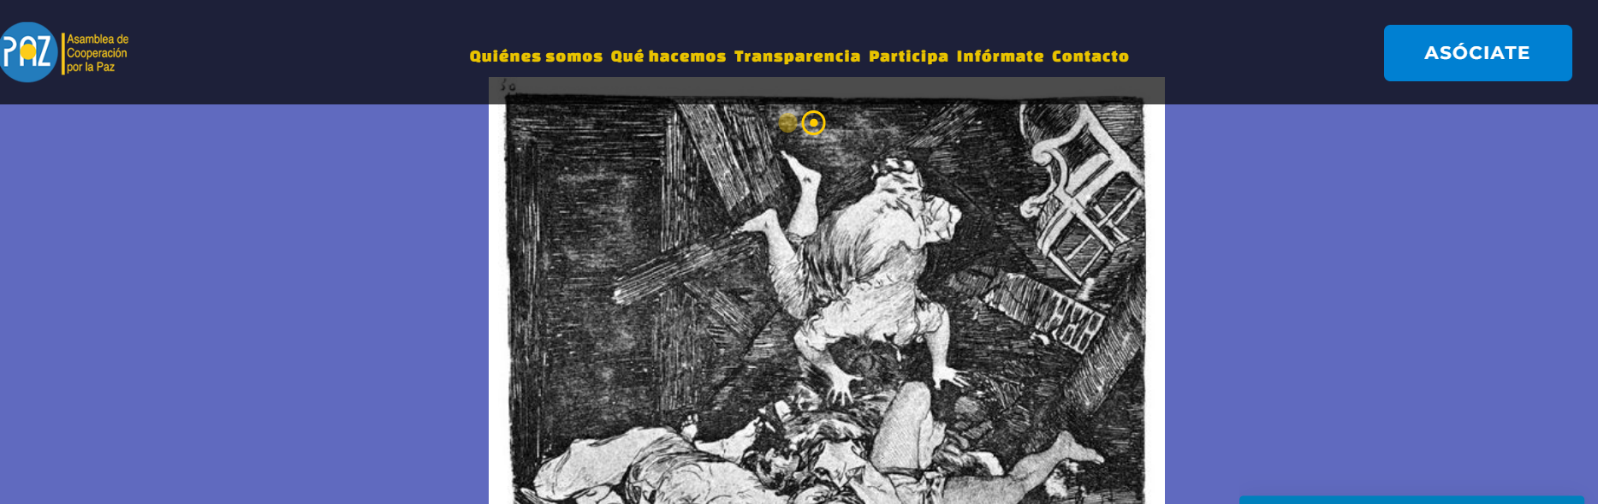 PAZ
Asamblea de
Cooperación
por la Paz
Quiénes somos Qué hacemos Transparencia Participa Infórmate Contacto
ASÓCIATE